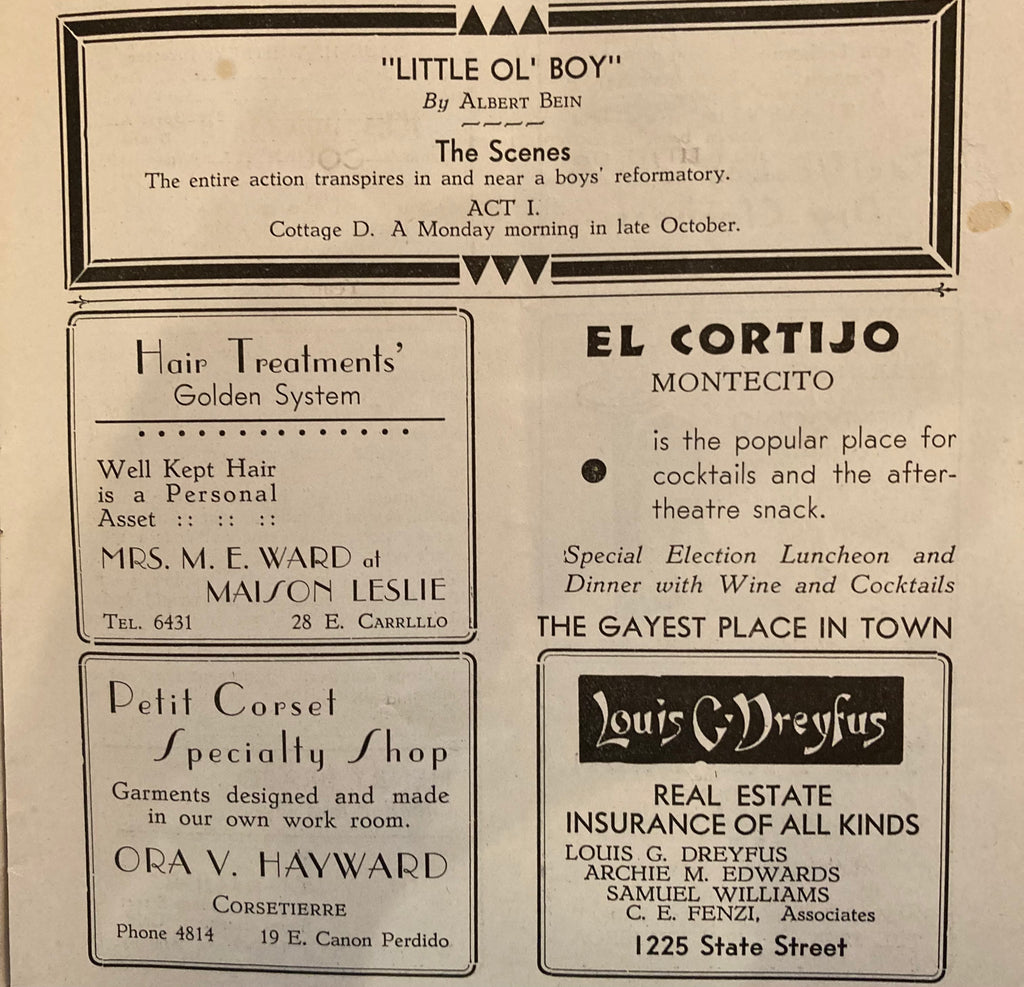 "LITTLE OL' BOY"
By ALBERT BEIN
The Scenes
The entire action transpires in and near a boys' reformatory.
ACT I.
Cottage D. A Monday morning in late October.
Hair Treatments'
Golden System
Well Kept Hair
is a Personal
Asset :: :: ::
MRS. M. E. WARD at
MAISON LESLIE
TEL. 6431 28 E. CARRLLLO
EL CORTIJO
MONTECITO
is the popular place for
cocktails and the after-
theatre snack.
Special Election Luncheon and
Dinner with Wine and Cocktails
THE GAYEST PLACE IN TOWN
Petit Corset
Specialty Shop
Garments designed and made
in our own work room.
ORA V. HAYWARD
CORSETIERRE
Phone 4814 19 E. Canon Perdido
Louis G. Dreyfus
REAL ESTATE
INSURANCE OF ALL KINDS
LOUIS G. DREYFUS
ARCHIE M. EDWARDS
SAMUEL WILLIAMS
C. E. FENZI, Associates
1225 State Street